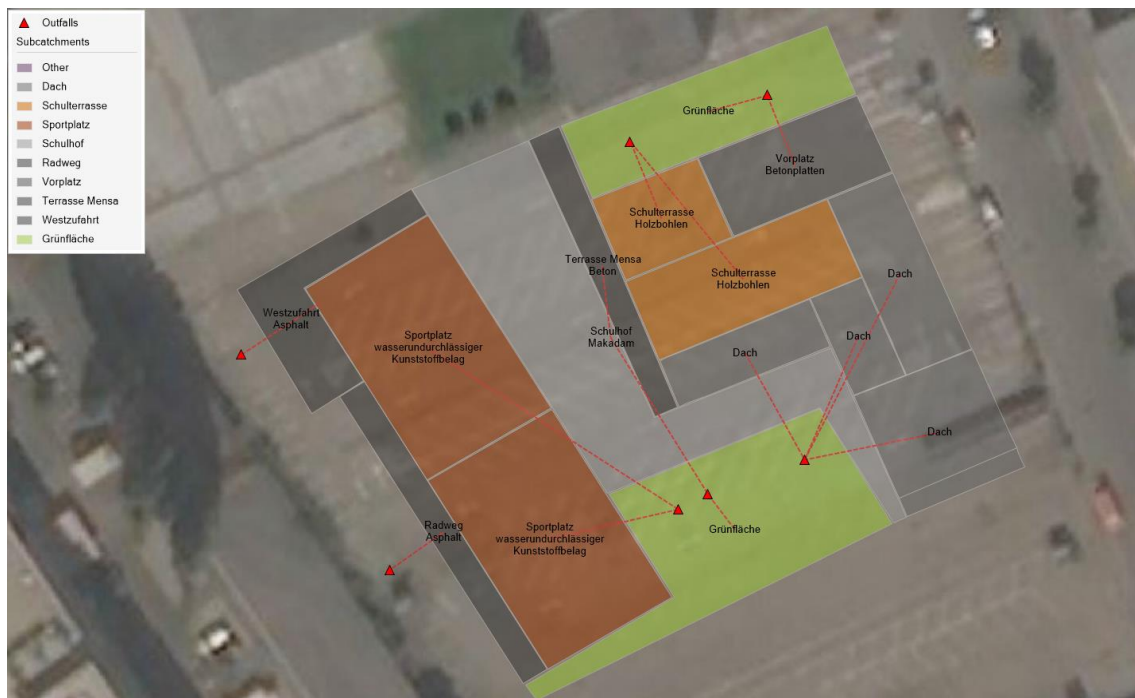 Outfalls
Subcatchments
Other
Dach
Schulterrasse
Sportplatz
Schulhof
Radweg
Vorplatz
Terrasse Mensa
Westzufahrt
Grünfläche
Grünfläche
Vorplatz
Betonplatten
Schulterrasse
Holzbohlen
Terrasse Mensa
Beton
Schulterrasse
Holzbohlen
Dach
Westzufahrt
Asphalt
Schulhof
Makadam
Sportplatz
wasserundurchlässiger
Kunststoffbelag
Dach
Dach
Dach
Radweg
Asphalt
Sportplatz
wasserundurchlässiger
Kunststoffbelag
Grünfläche